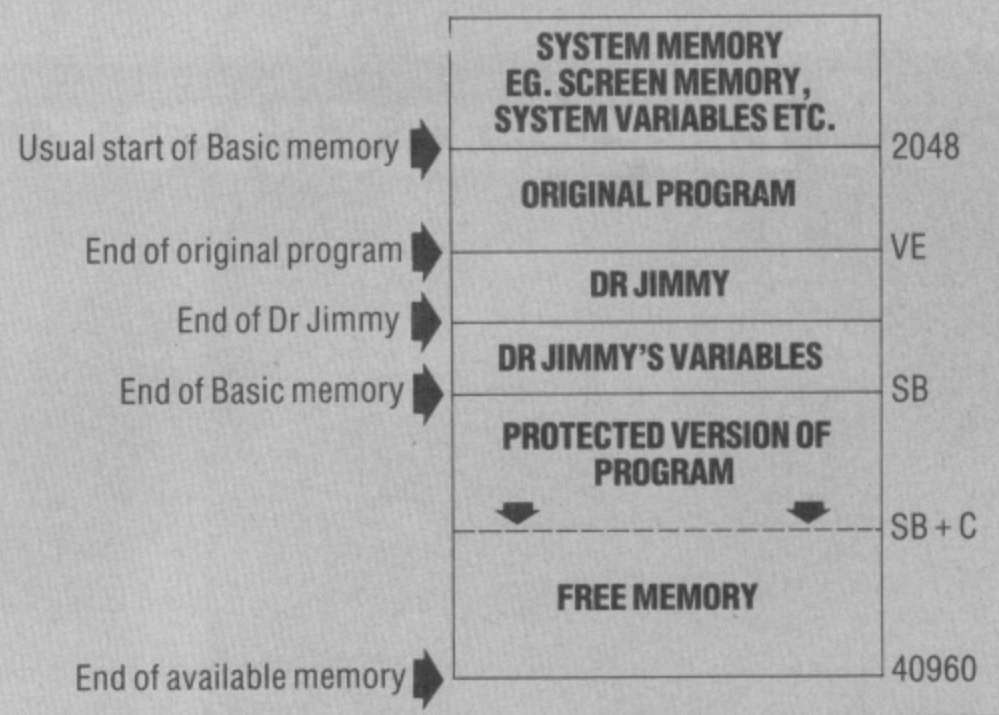 SYSTEM MEMORY
EG. SCREEN MEMORY,
SYSTEM VARIABLES ETC.
Usual start of Basic memory 2048
ORIGINAL PROGRAM
End of original program VE
DR JIMMY
End of Dr Jimmy
DR JIMMY'S VARIABLES
End of Basic memory SB
PROTECTED VERSION OF
PROGRAM
SB + C
FREE MEMORY
End of available memory 40960